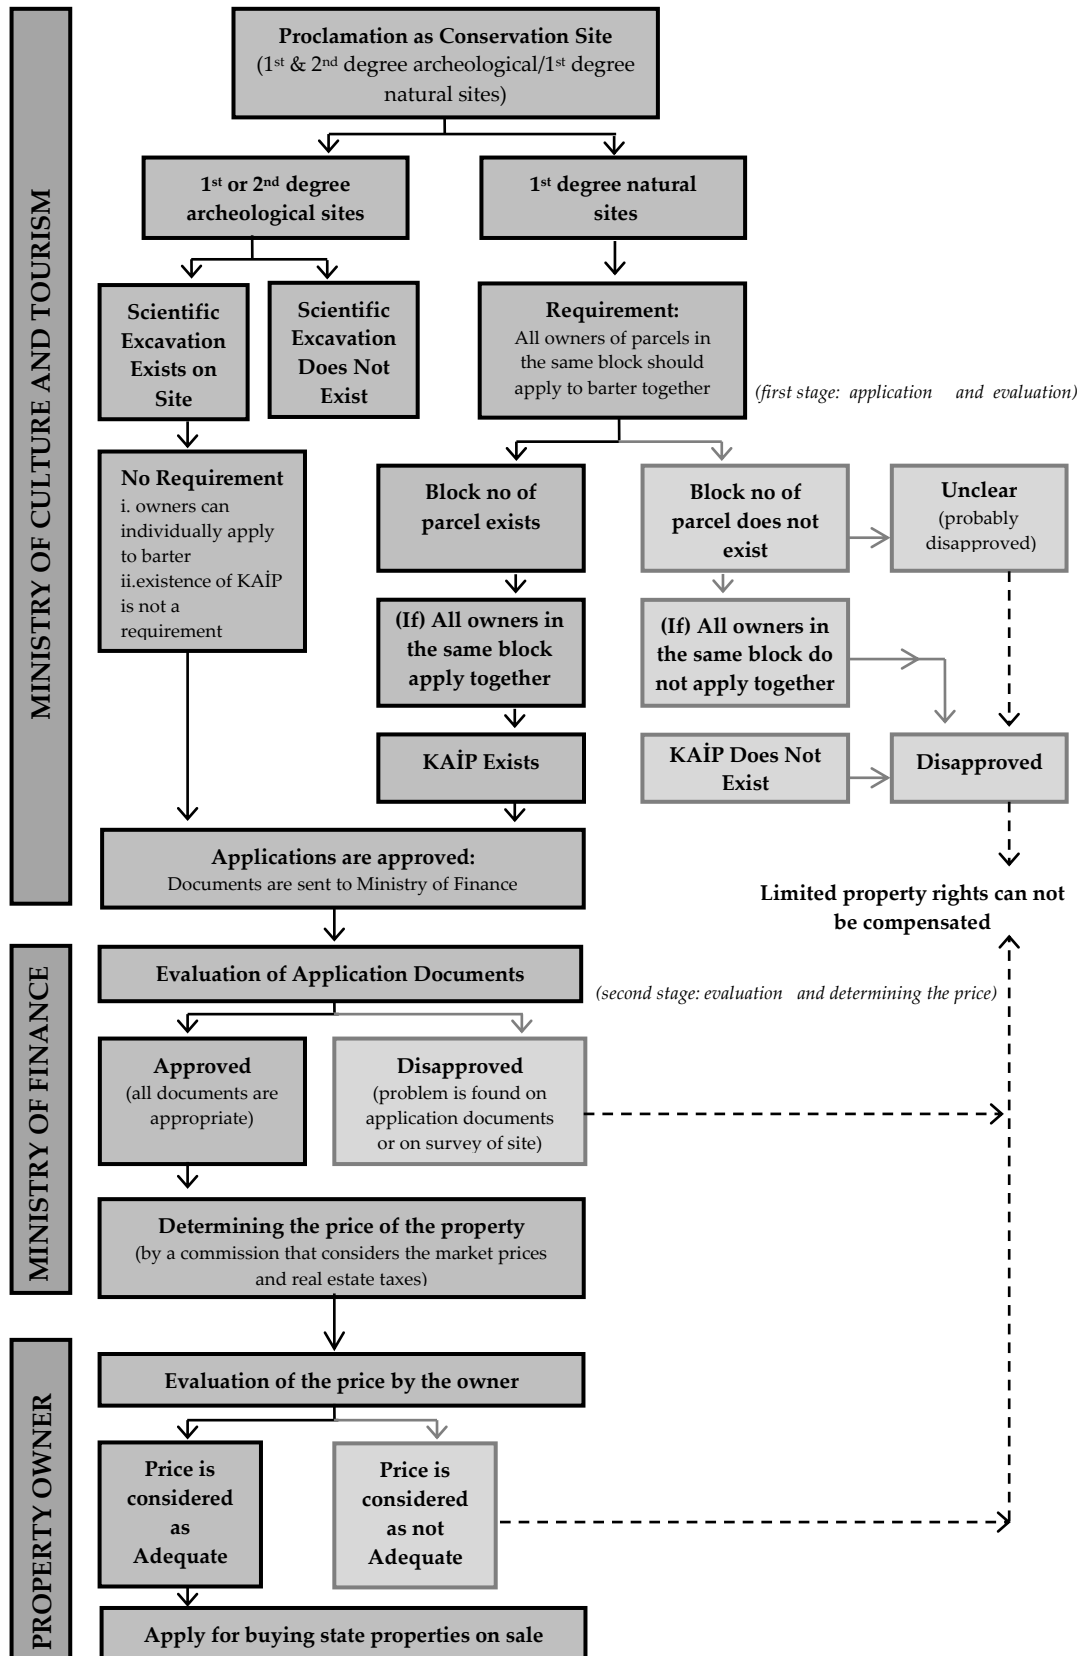 MINISTRY OF CULTURE AND TOURISM
Proclamation as Conservation Site
(1st & 2nd degree archeological/1st degree
natural sites)
1st or 2nd degree
archeological sites
1st degree natural
sites
Scientific
Excavation
Exists on
Site
Scientific
Excavation
Does Not
Exist
Requirement:
All owners of parcels in
the same block should
apply to barter together
(first stage: application and evaluation)
No Requirement
i. owners can
individually apply
to barter
ii.existence of KAİP
is not a
requirement
Block no of
parcel exists
Block no of
parcel does not
exist
Unclear
(probably
disapproved)
(If) All owners in
the same block
apply together
(If) All owners in
the same block do
not apply together
KAİP Exists
KAİP Does Not
Exist
Disapproved
Applications are approved:
Documents are sent to Ministry of Finance
Limited property rights can not
be compensated
MINISTRY OF FINANCE
Evaluation of Application Documents
(second stage: evaluation and determining the price)
Approved
(all documents are
appropriate)
Disapproved
(problem is found on
application documents
or on survey of site)
Determining the price of the property
(by a commission that considers the market prices
and real estate taxes)
PROPERTY OWNER
Evaluation of the price by the owner
Price is
considered
as
Adequate
Price is
considered
as not
Adequate
Apply for buying state properties on sale